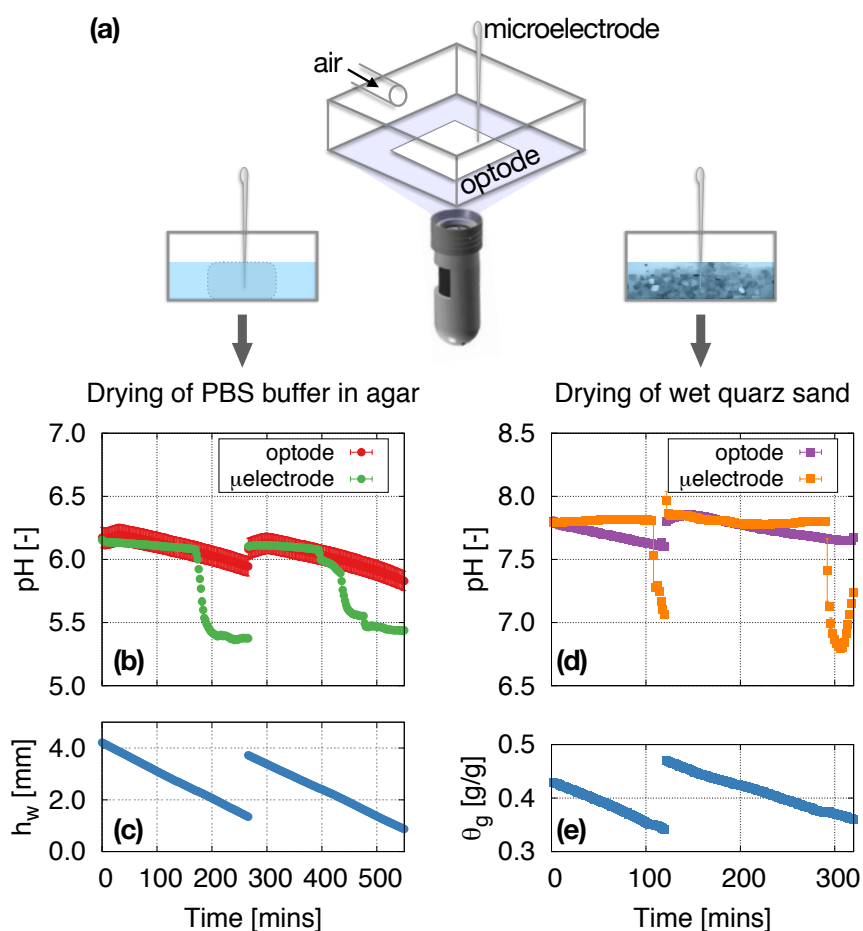 (a)
microelectrode
air
optode
Drying of PBS buffer in agar
Drying of wet quarz sand
7.0
6.5
6.0
5.5
5.0
pH [-]
optode
μelectrode
(b)
8.5
8.0
7.5
7.0
6.5
pH [-]
optode
μelectrode
(d)
4.0
2.0
0.0
h_w [mm]
(c)
0 100 200 300 400 500
Time [mins]
0.5
0.4
0.3
θ_g [g/g]
(e)
0 100 200 300
Time [mins]